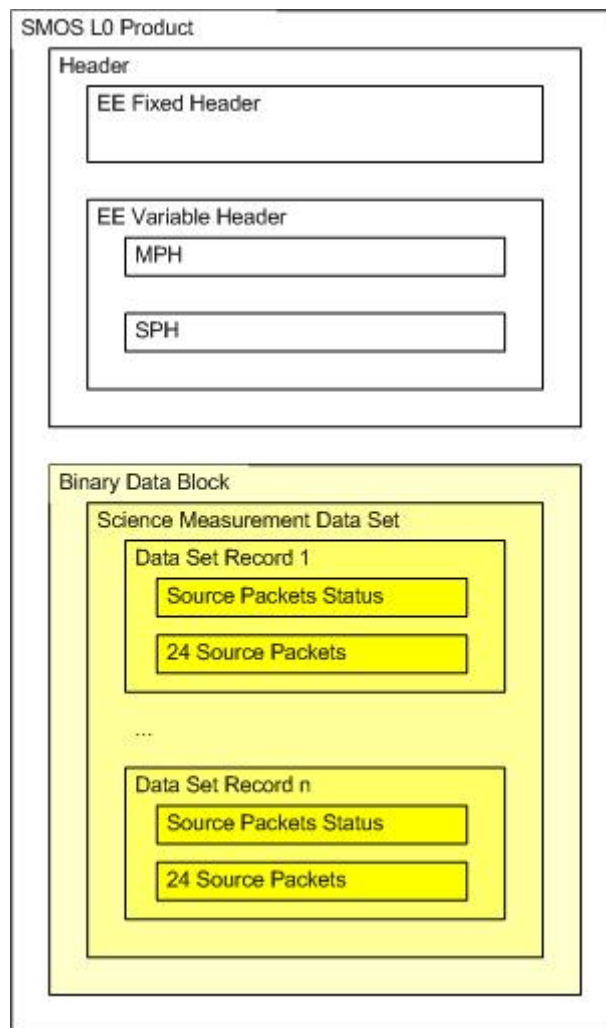 SMOS L0 Product
Header
EE Fixed Header
EE Variable Header
MPH
SPH
Binary Data Block
Science Measurement Data Set
Data Set Record 1
Source Packets Status
24 Source Packets
...
Data Set Record n
Source Packets Status
24 Source Packets